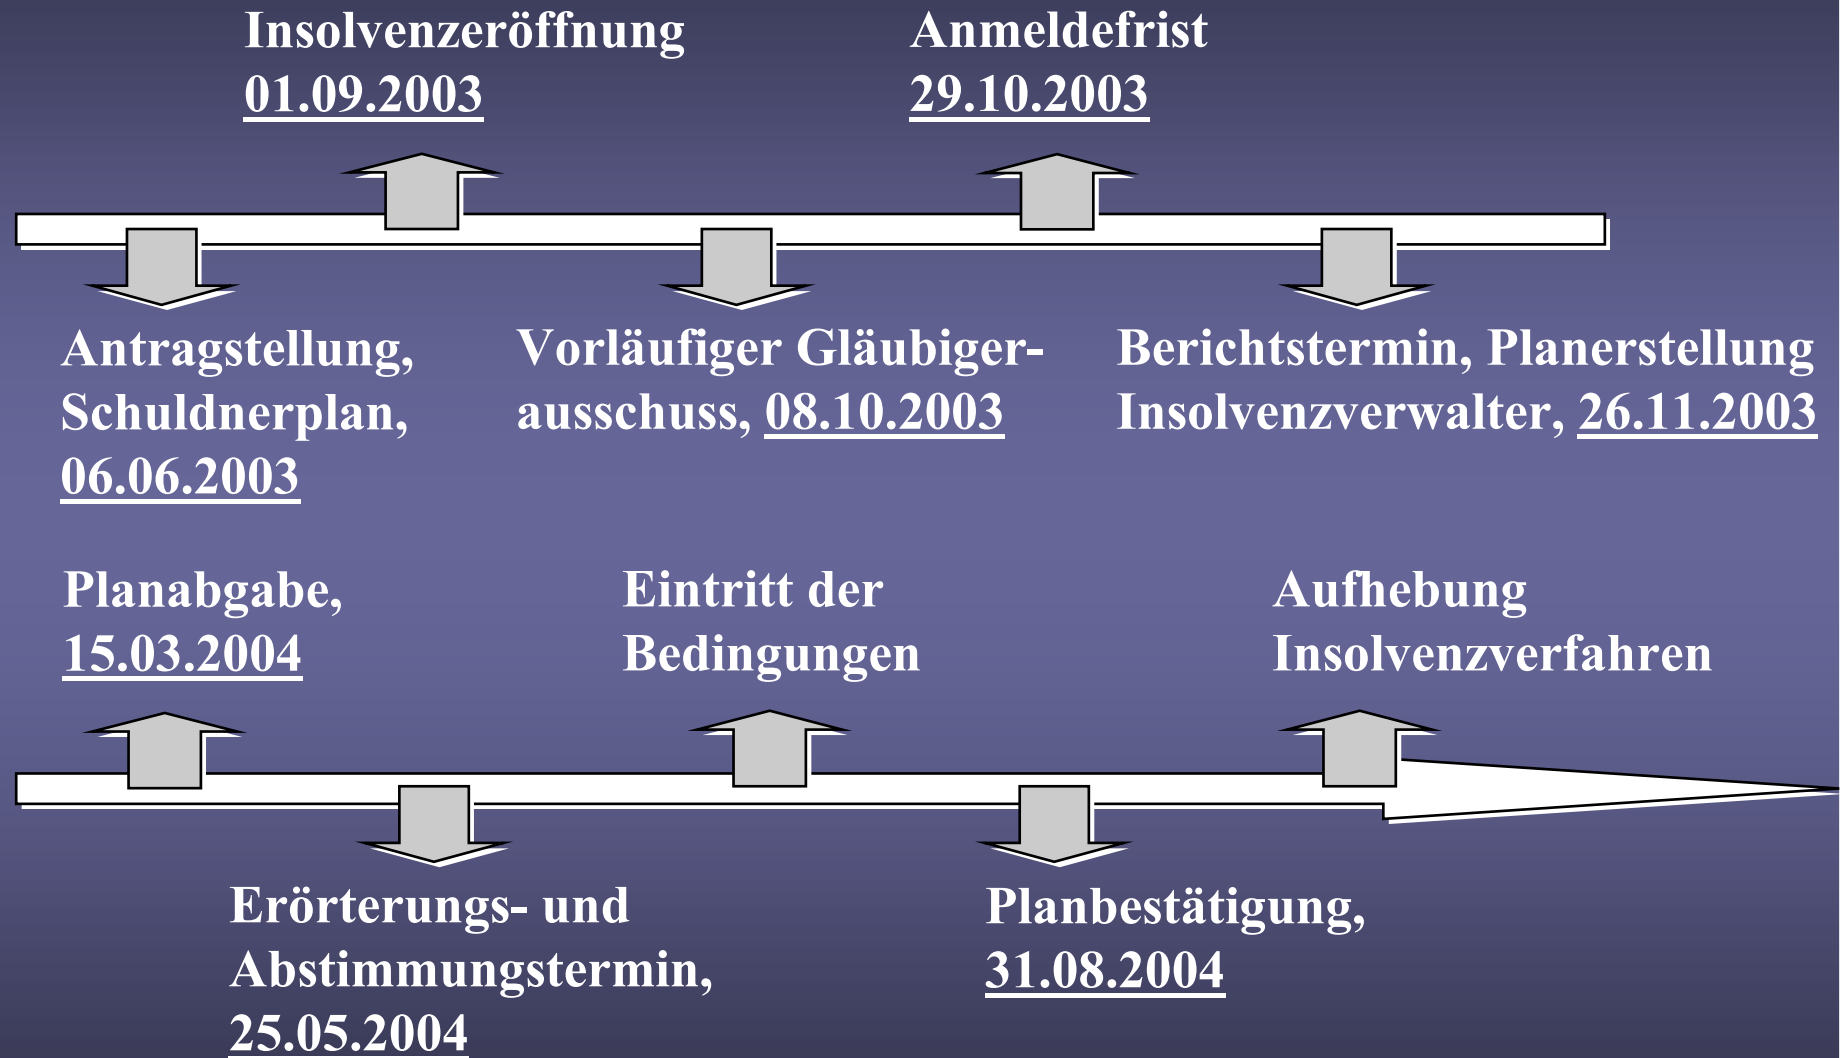 Insolvenzeröffnung
01.09.2003
Anmeldefrist
29.10.2003
Antragstellung,
Schuldnerplan,
06.06.2003
Vorläufiger Gläubiger-
ausschuss, 08.10.2003
Berichtstermin, Planerstellung
Insolvenzverwalter, 26.11.2003
Planabgabe,
15.03.2004
Eintritt der
Bedingungen
Aufhebung
Insolvenzverfahren
Erörterungs- und
Abstimmungstermin,
25.05.2004
Planbestätigung,
31.08.2004